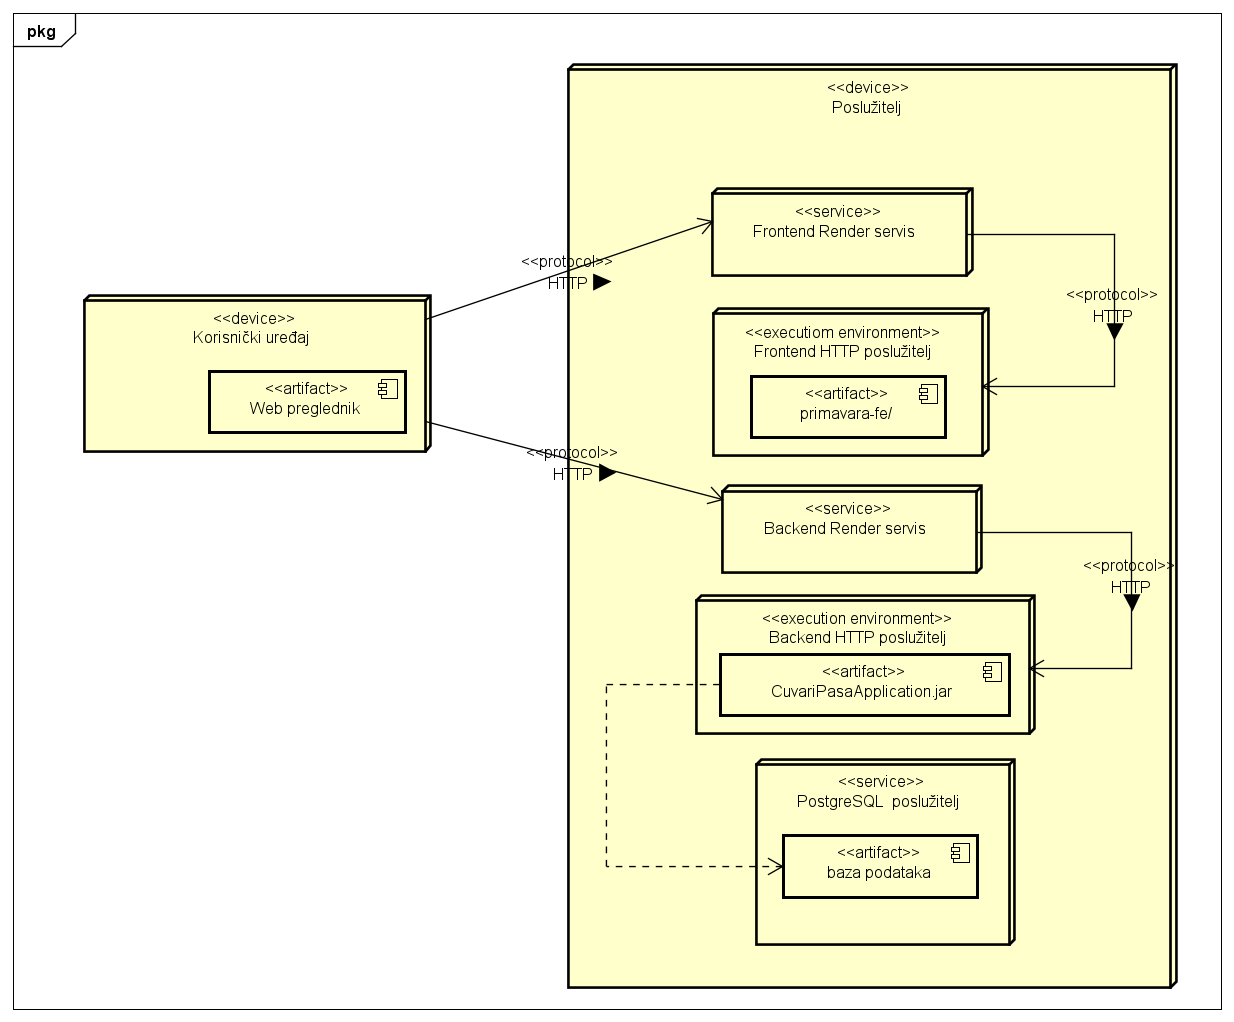 pkg
<<device>>
Poslužitelj
<<service>>
Frontend Render servis
<<protocol>>
HTTP
<<protocol>>
HTTP
<<device>>
Korisnički uređaj
<<artifact>>
Web preglednik
<<executiom environment>>
Frontend HTTP poslužitelj
<<artifact>>
primavara-fe/
<<protocol>>
HTTP
<<service>>
Backend Render servis
<<protocol>>
HTTP
<<execution environment>>
Backend HTTP poslužitelj
<<artifact>>
CuvariPasaApplication.jar
<<service>>
PostgreSQL  poslužitelj
<<artifact>>
baza podataka